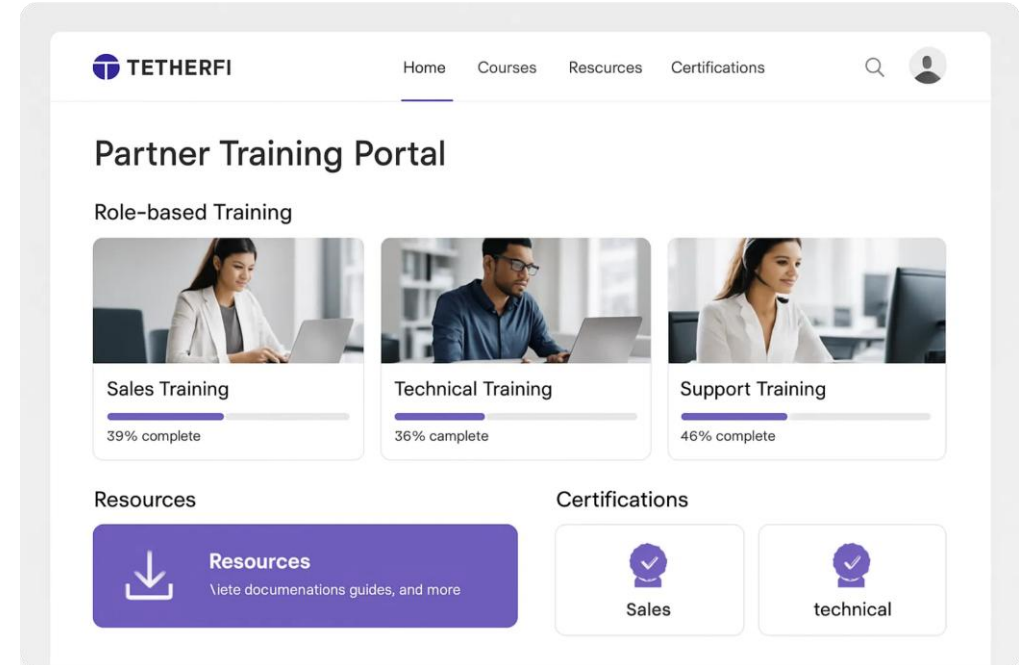 TETHERFI
Home Courses Rescurces Certifications
Partner Training Portal
Role-based Training
Sales Training
39% complete
Technical Training
36% camplete
Support Training
46% complete
Resources
Resources
documenations guides, and more
Certifications
Sales
technical